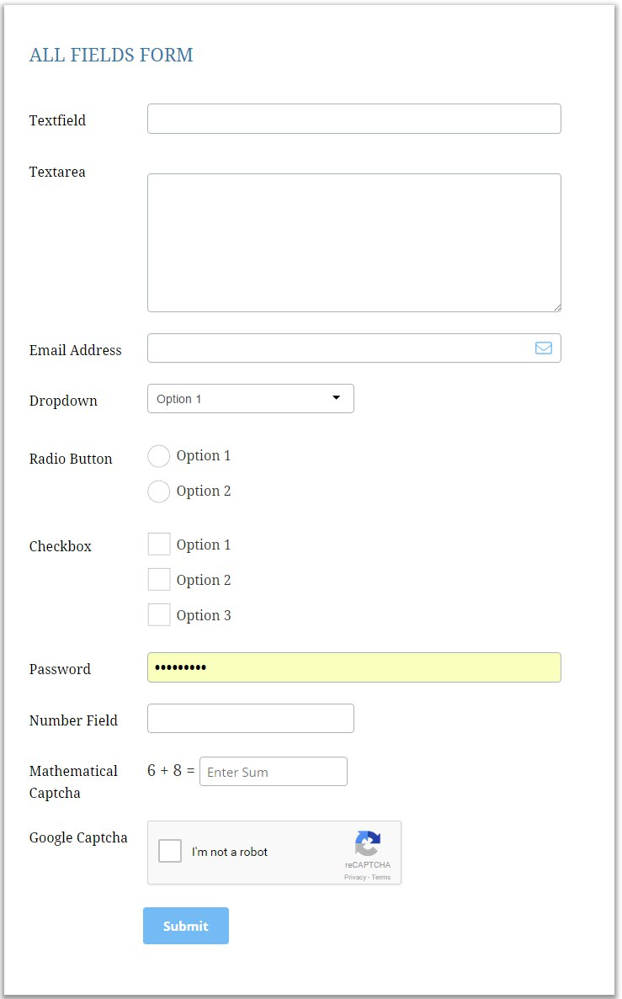 ALL FIELDS FORM
Textfield
Textarea
Email Address
Dropdown
Option 1
Radio Button
Option 1
Option 2
Checkbox
Option 1
Option 2
Option 3
Password
•••••••••
Number Field
Mathematical
Captcha
6 + 8 = Enter Sum
Google Captcha
I'm not a robot
reCAPTCHA
Privacy - Terms
Submit